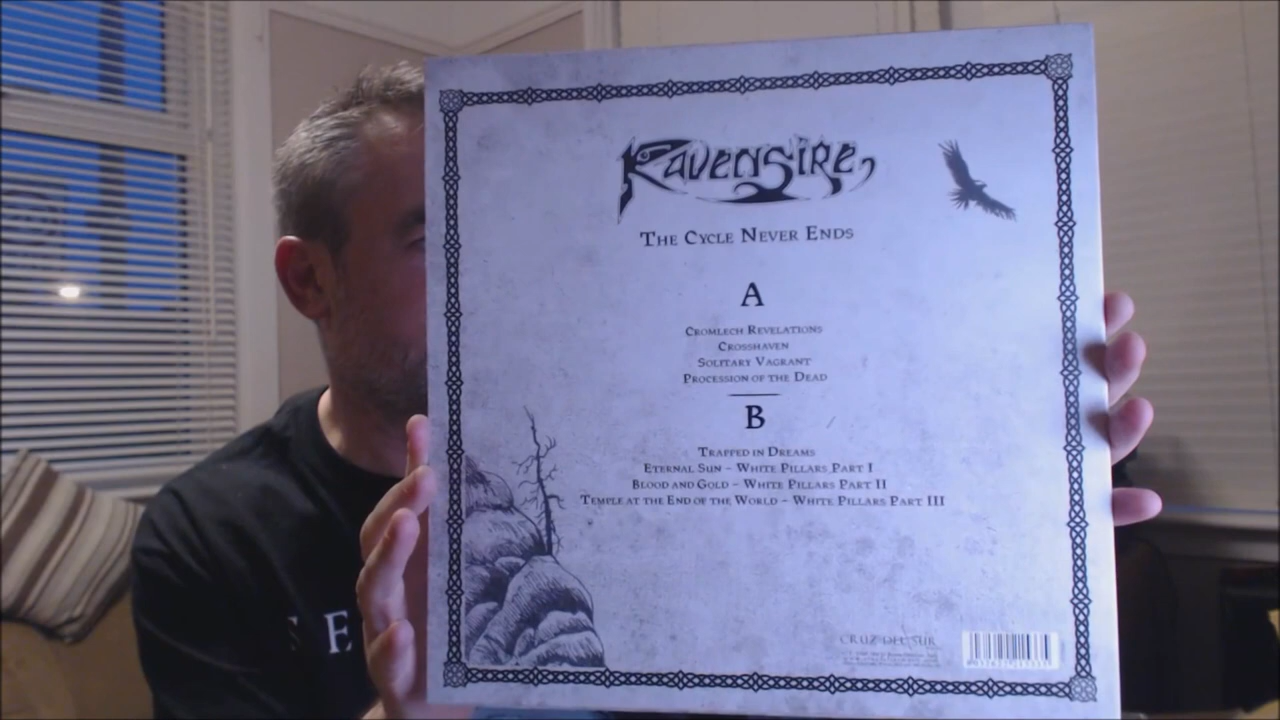 Ravensire
The Cycle Never Ends
A
Cromlech Revelations
Crosshaven
Solitary Vagrant
Procession of the Dead
B
Trapped in Dreams
Eternal Sun - White Pillars Part I
Blood and Gold - White Pillars Part II
Temple at the End of the World - White Pillars Part III
Cruz del Sur
S E